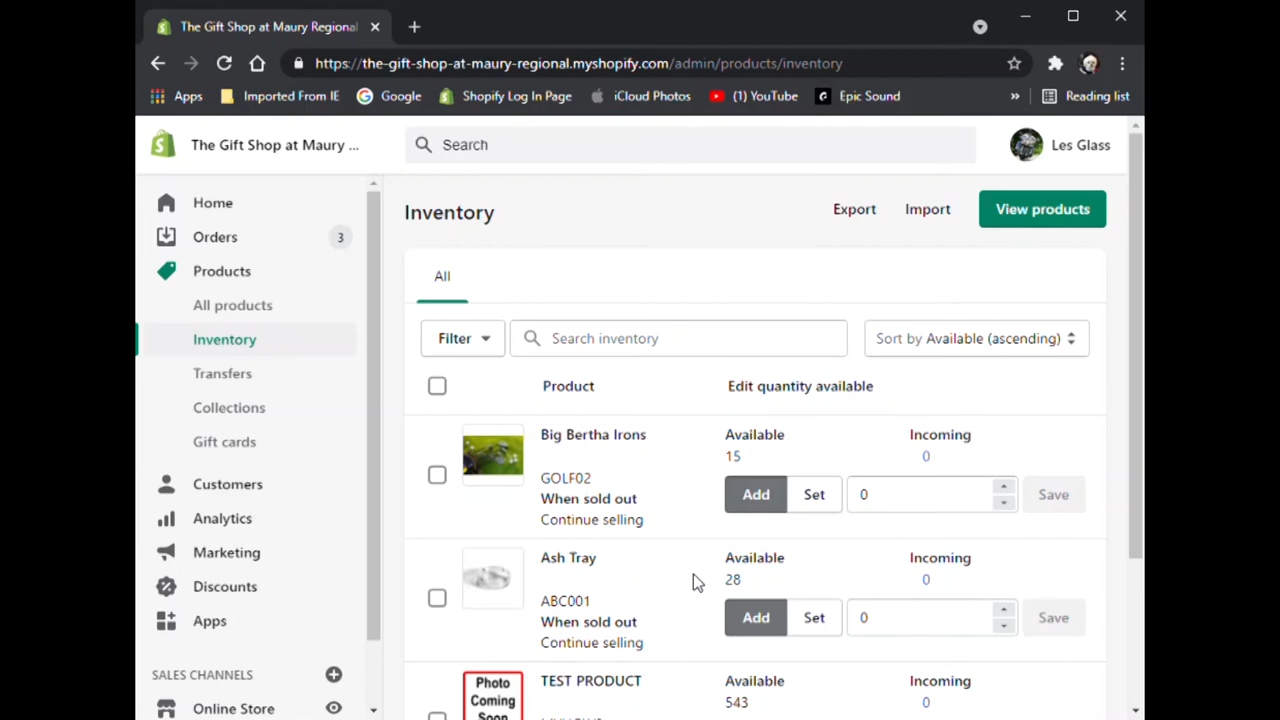 The Gift Shop at Maury Regional
https://the-gift-shop-at-maury-regional.myshopify.com/admin/products/inventory
Apps Imported From IE Google Shopify Log In Page iCloud Photos (1) YouTube Epic Sound » Reading list
The Gift Shop at Maury ...
Search
Les Glass
Home
Orders 3
Products
All products
Inventory
Transfers
Collections
Gift cards
Customers
Analytics
Marketing
Discounts
Apps
SALES CHANNELS
Online Store
Inventory
Export Import View products
All
Filter Search inventory Sort by Available (ascending)
Product Edit quantity available
Big Bertha Irons
GOLF02
When sold out
Continue selling
Available Incoming
15 0
Add Set 0 Save
Ash Tray
ABC001
When sold out
Continue selling
Available Incoming
28 0
Add Set 0 Save
Photo
Coming
Soon
TEST PRODUCT
Available Incoming
543 0